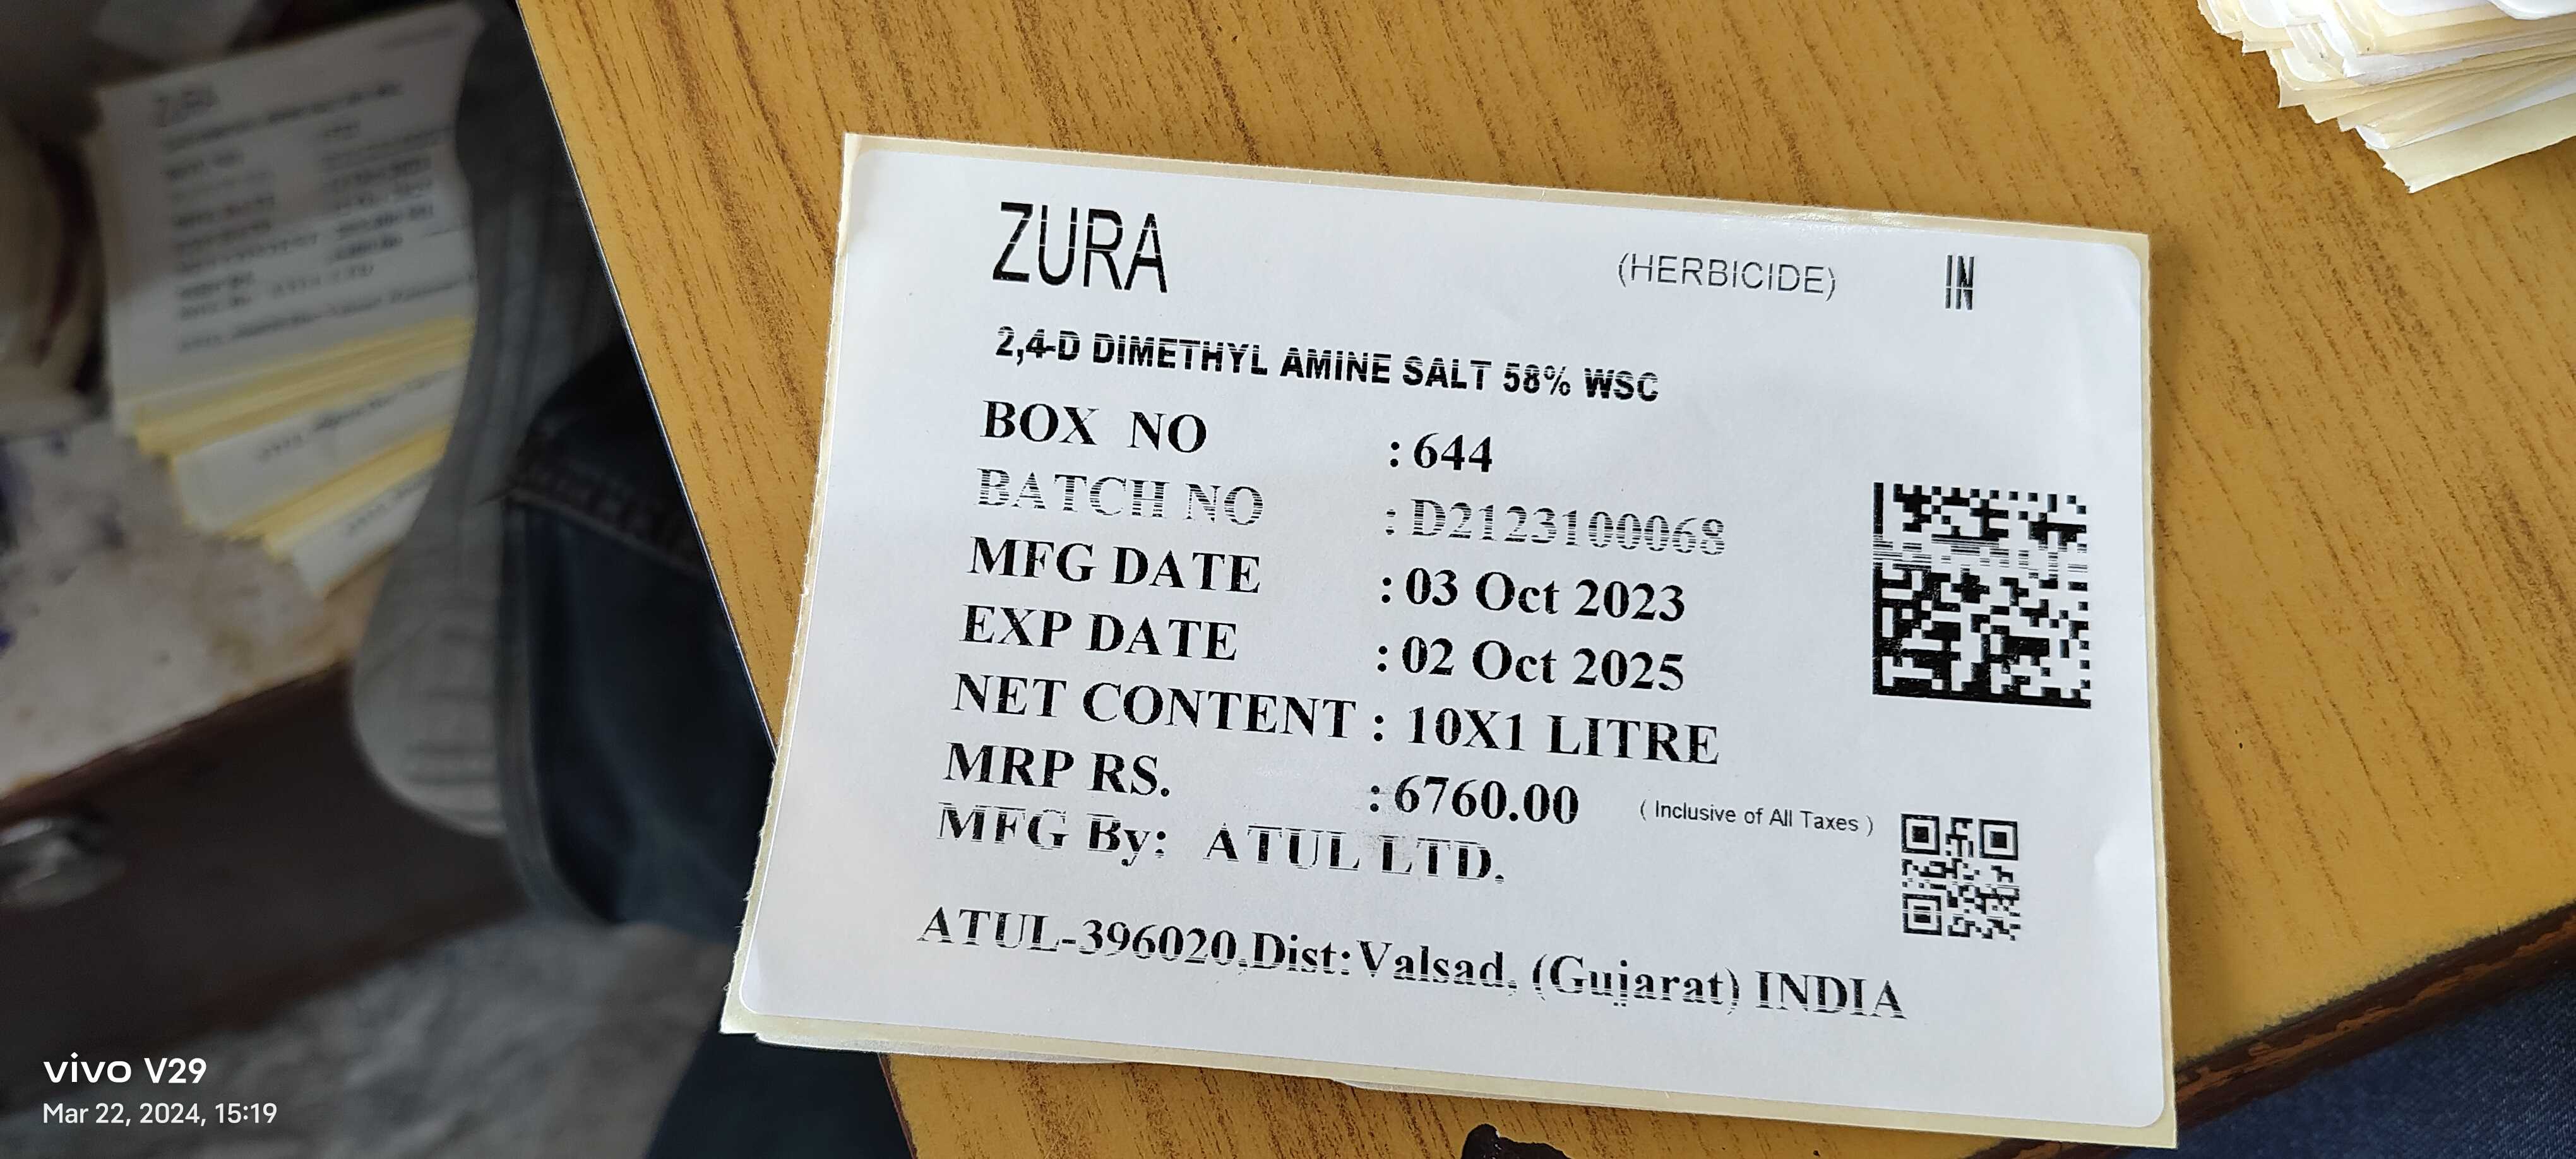 ZURA (HERBICIDE) IN
2,4-D DIMETHYL AMINE SALT 58% WSC
BOX NO : 644
BATCH NO : D2123100068
MFG DATE : 03 Oct 2023
EXP DATE : 02 Oct 2025
NET CONTENT : 10X1 LITRE
MRP RS. : 6760.00 ( Inclusive of All Taxes )
MFG By: ATUL LTD.
ATUL-396020,Dist:Valsad, (Gujarat) INDIA
ZURA
vivo V29
Mar 22, 2024, 15:19